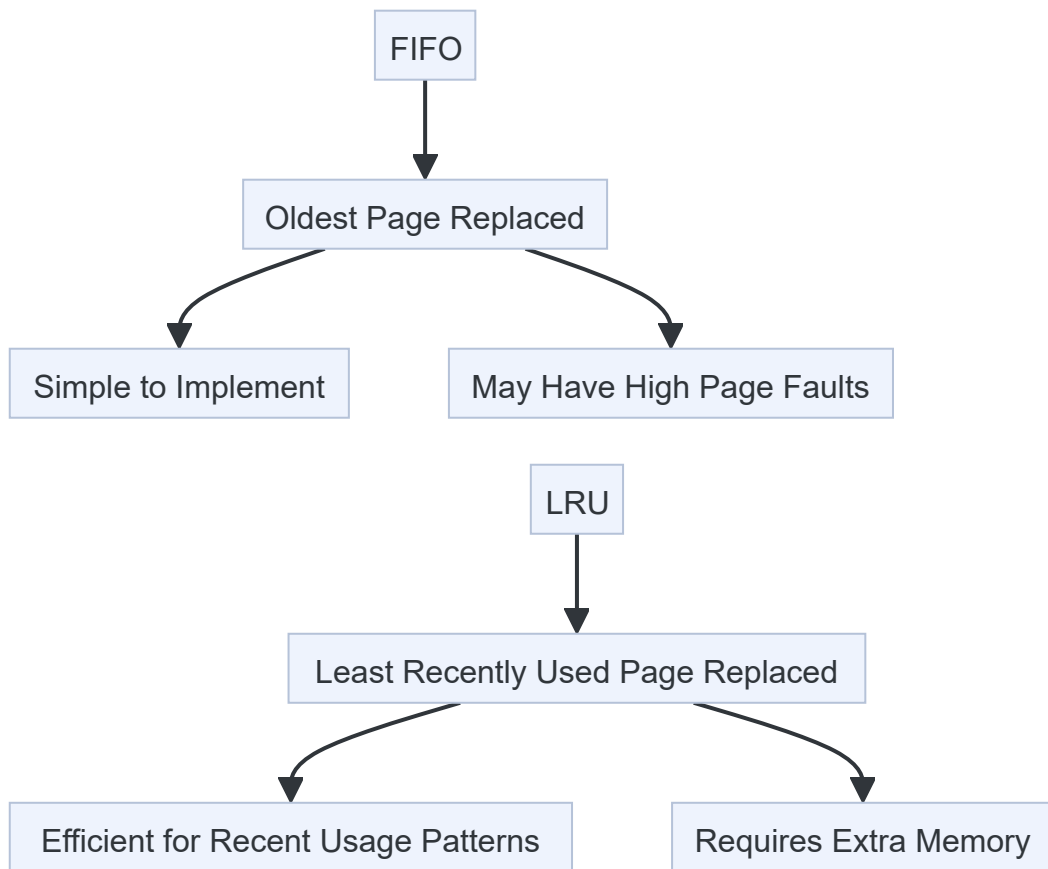 FIFO
Oldest Page Replaced
Simple to Implement
May Have High Page Faults
LRU
Least Recently Used Page Replaced
Efficient for Recent Usage Patterns
Requires Extra Memory